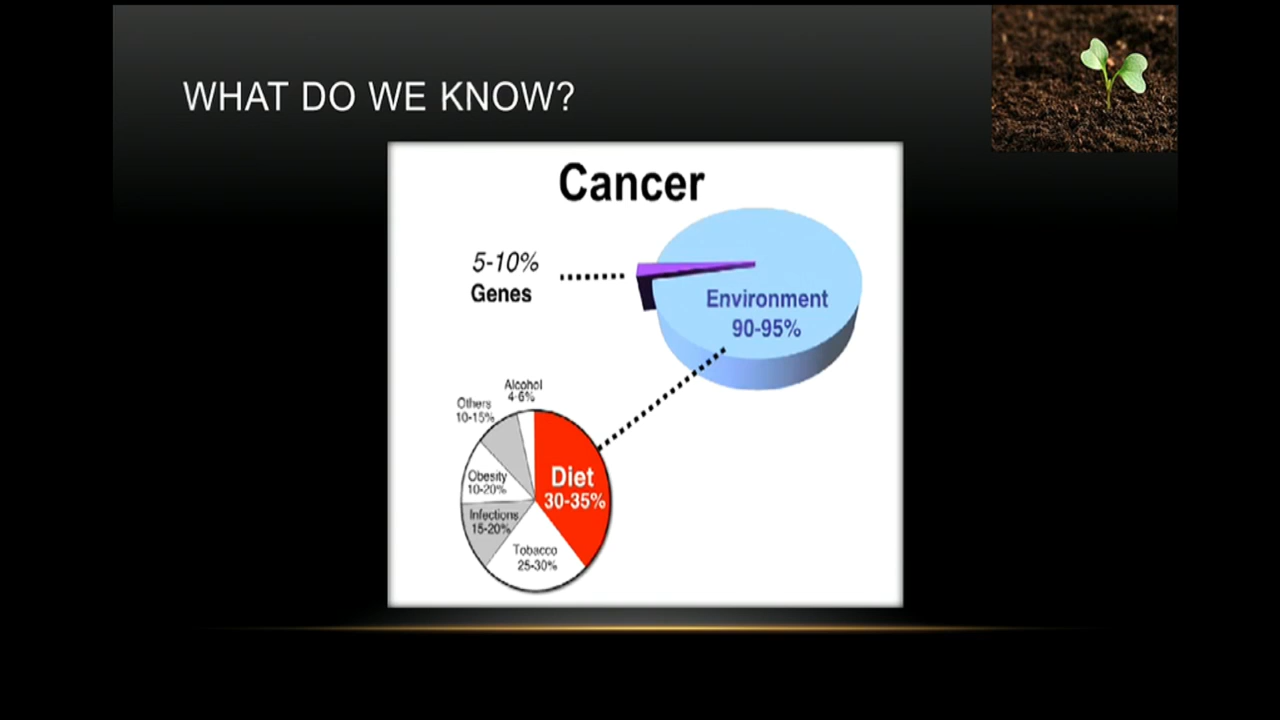 WHAT DO WE KNOW?
Cancer
5-10%
Genes
Environment
90-95%
Alcohol
4-6%
Others
10-15%
Diet
30-35%
Obesity
10-20%
Infections
15-20%
Tobacco
25-30%